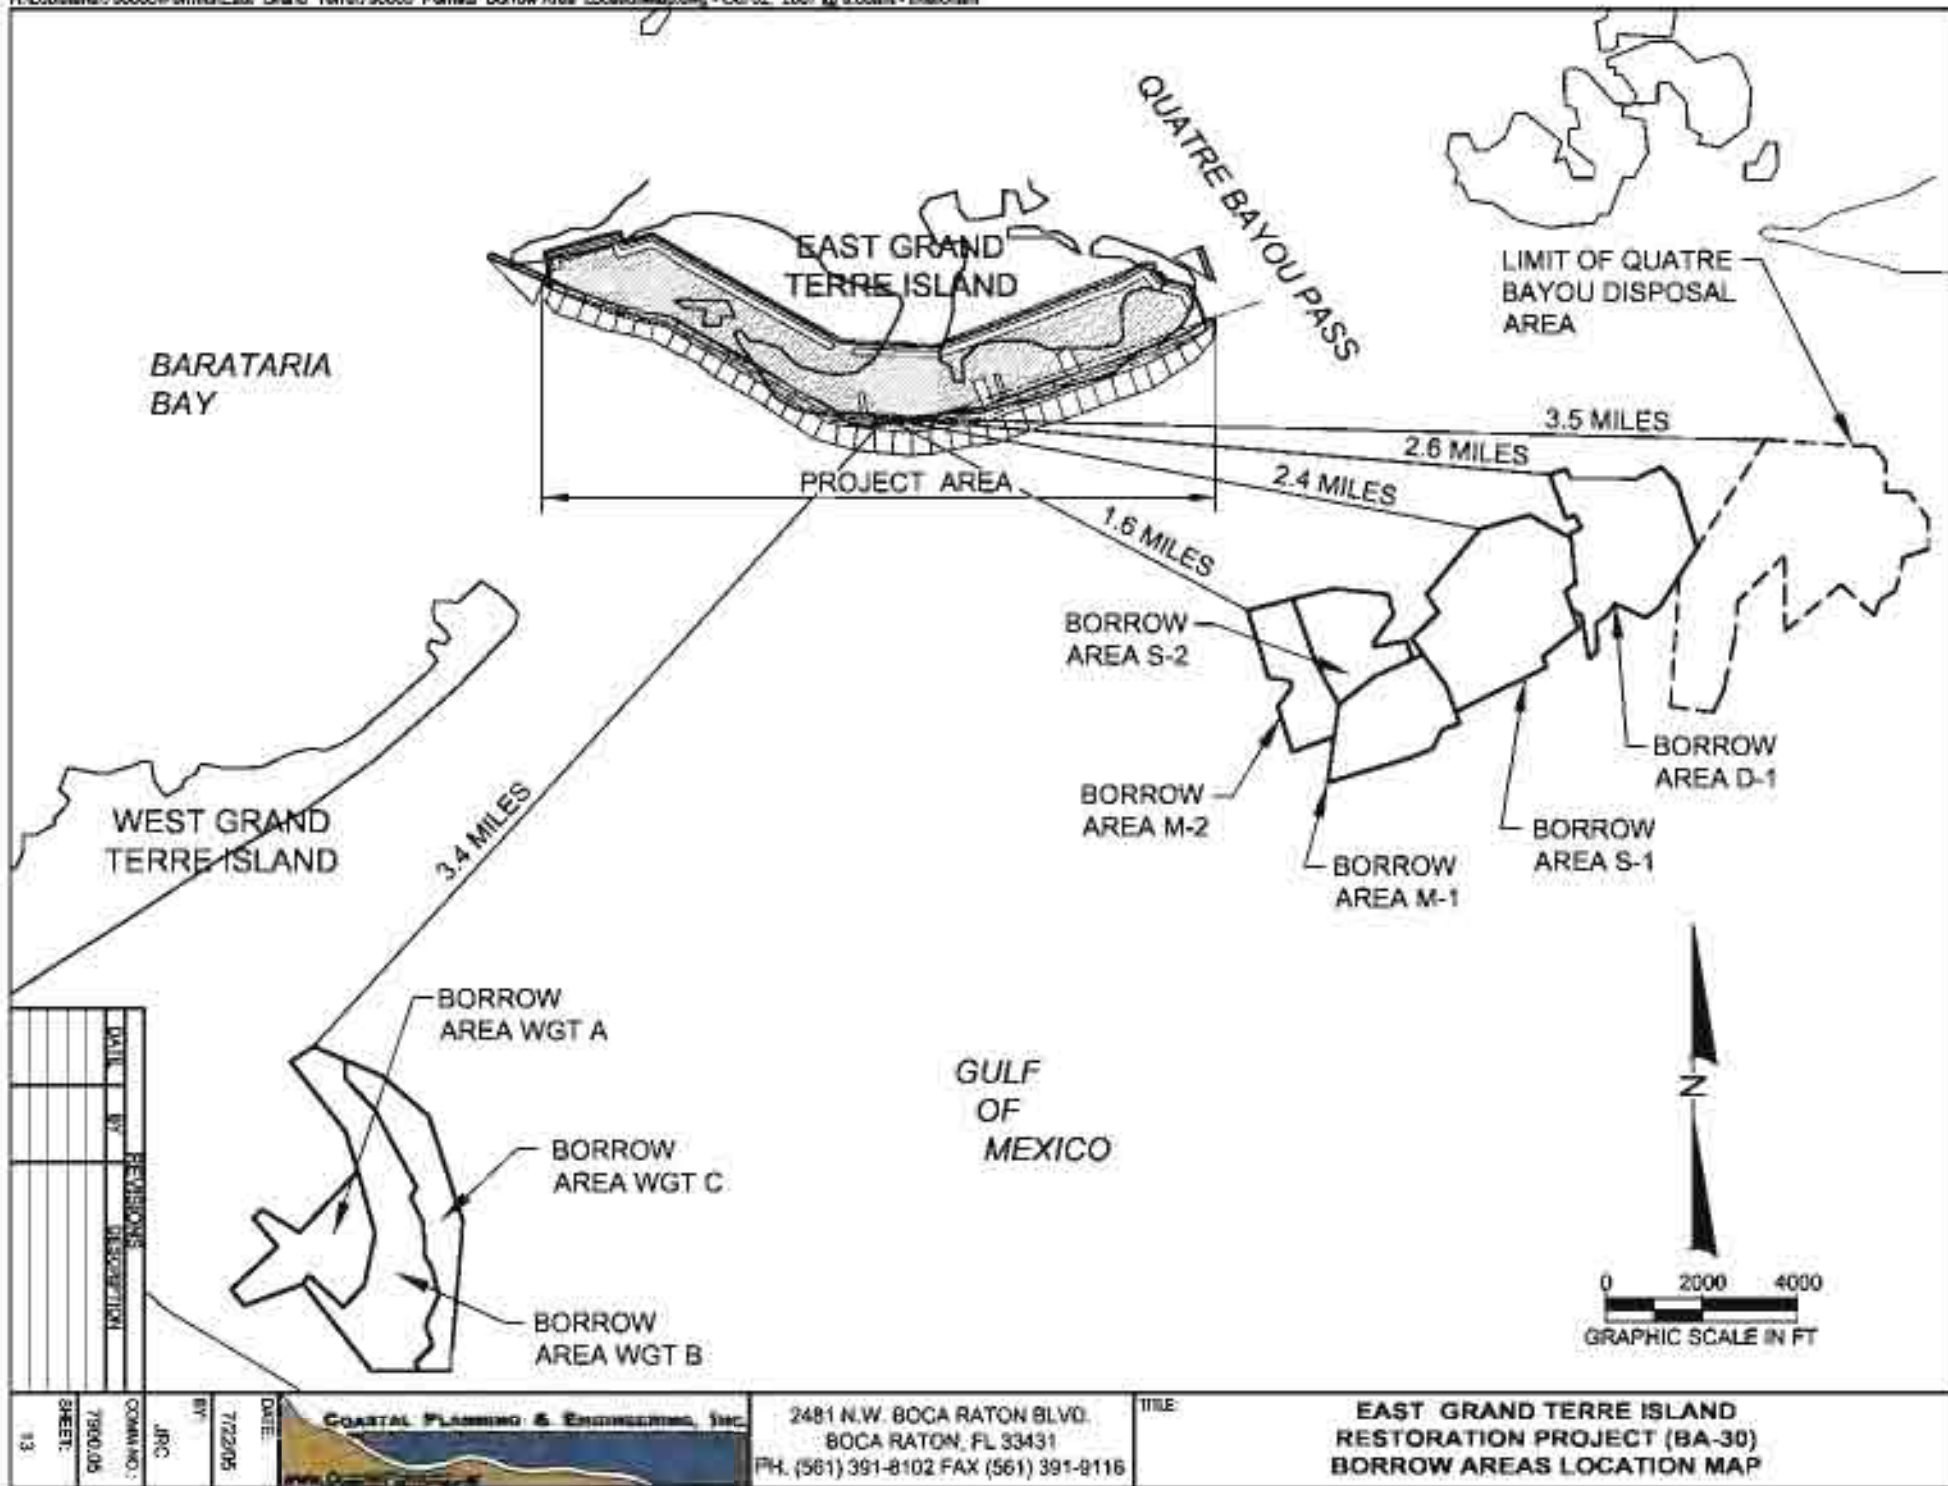 QUATRE BAYOU PASS
EAST GRAND
TERRE ISLAND
LIMIT OF QUATRE
BAYOU DISPOSAL
AREA
BARATARIA
BAY
3.5 MILES
2.6 MILES
2.4 MILES
PROJECT AREA
1.6 MILES
BORROW
AREA S-2
BORROW
AREA D-1
BORROW
AREA M-2
BORROW
AREA S-1
BORROW
AREA M-1
WEST GRAND
TERRE ISLAND
3.4 MILES
BORROW
AREA WGT A
GULF
OF
MEXICO
BORROW
AREA WGT C
BORROW
AREA WGT B
N
0 2000 4000
GRAPHIC SCALE IN FT
REVISIONS
DATE BY DESCRIPTION
SHEET:
13
COMM NO.:
7900.05
BY:
JRC
DATE:
7/22/05
COASTAL PLANNING & ENGINEERING, INC.
2481 N.W. BOCA RATON BLVD.
BOCA RATON, FL 33431
PH. (561) 391-8102 FAX (561) 391-9116
TITLE:
EAST GRAND TERRE ISLAND
RESTORATION PROJECT (BA-30)
BORROW AREAS LOCATION MAP